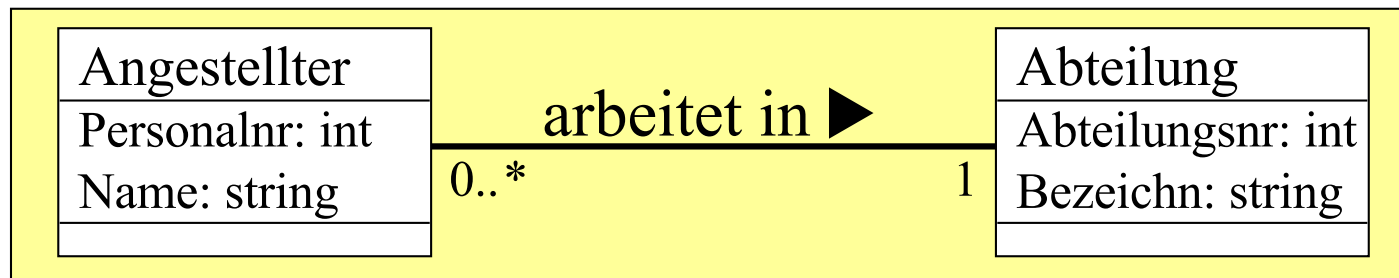 Angestellter
Personalnr: int
Name: string
arbeitet in ▶
0..*
1
Abteilung
Abteilungsnr: int
Bezeichn: string